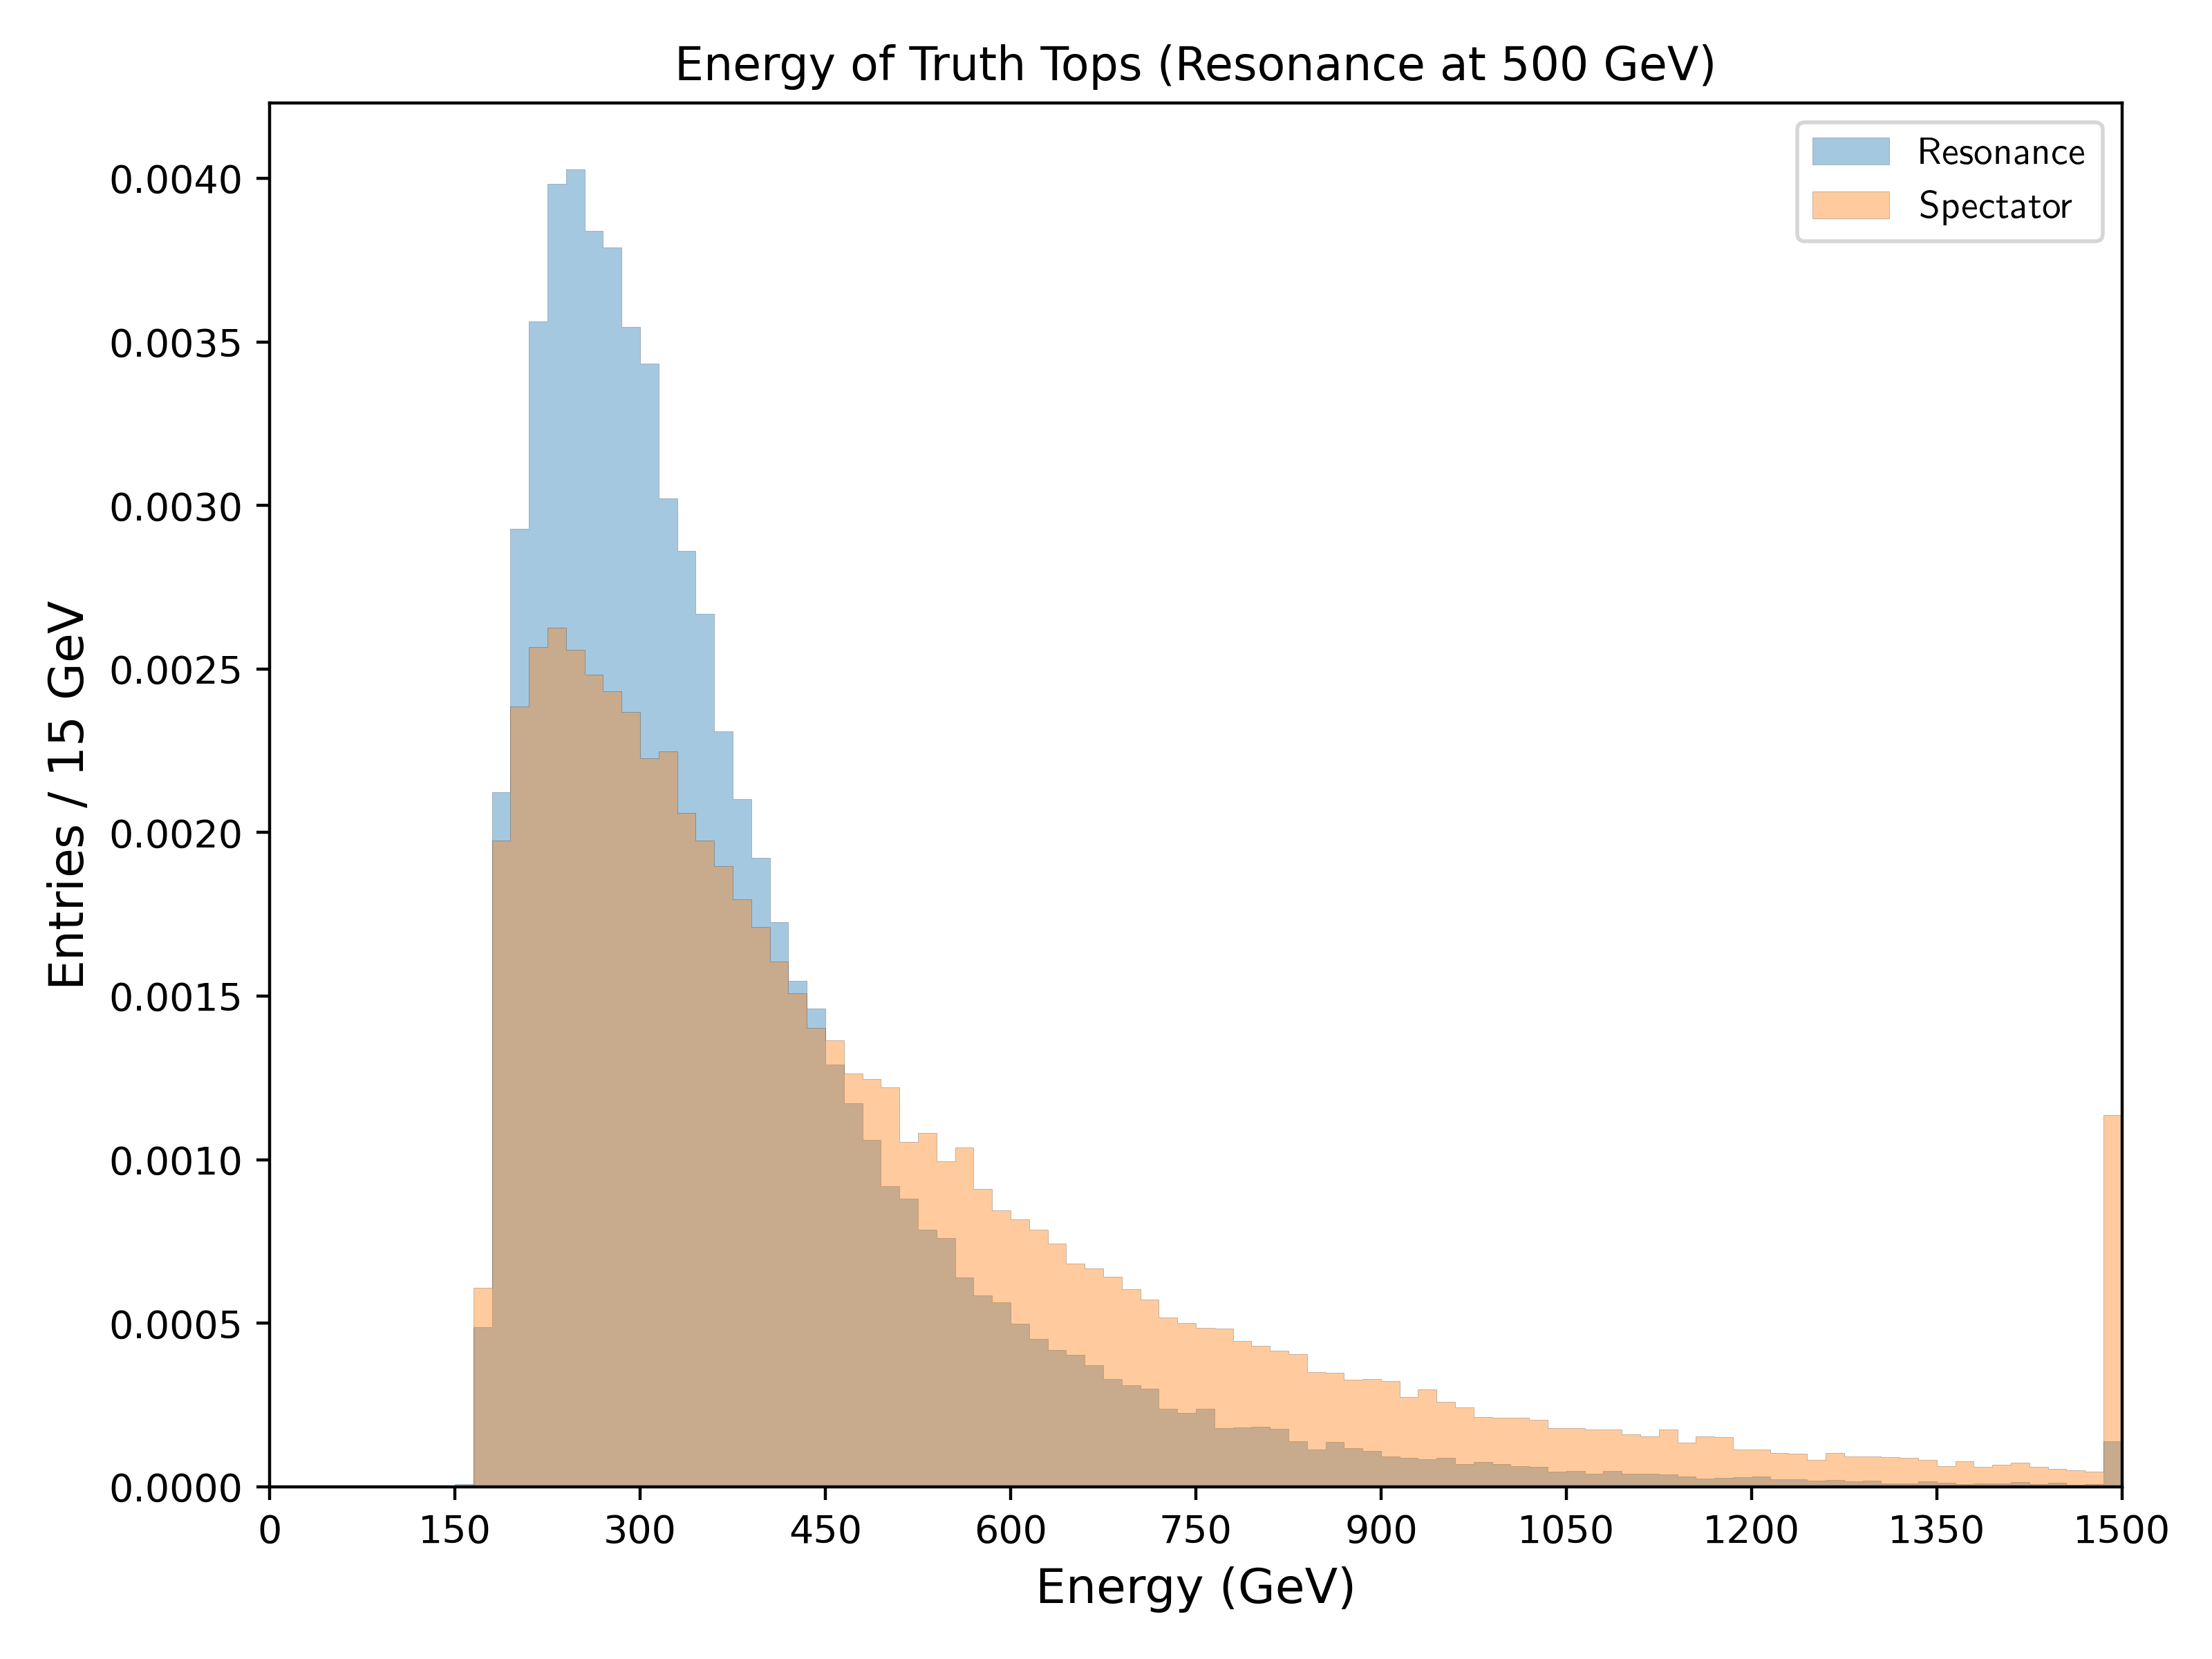 Energy of Truth Tops (Resonance at 500 GeV)
Resonance
Spectator
Entries / 15 GeV
0.0040
0.0035
0.0030
0.0025
0.0020
0.0015
0.0010
0.0005
0.0000
0 150 300 450 600 750 900 1050 1200 1350 1500
Energy (GeV)